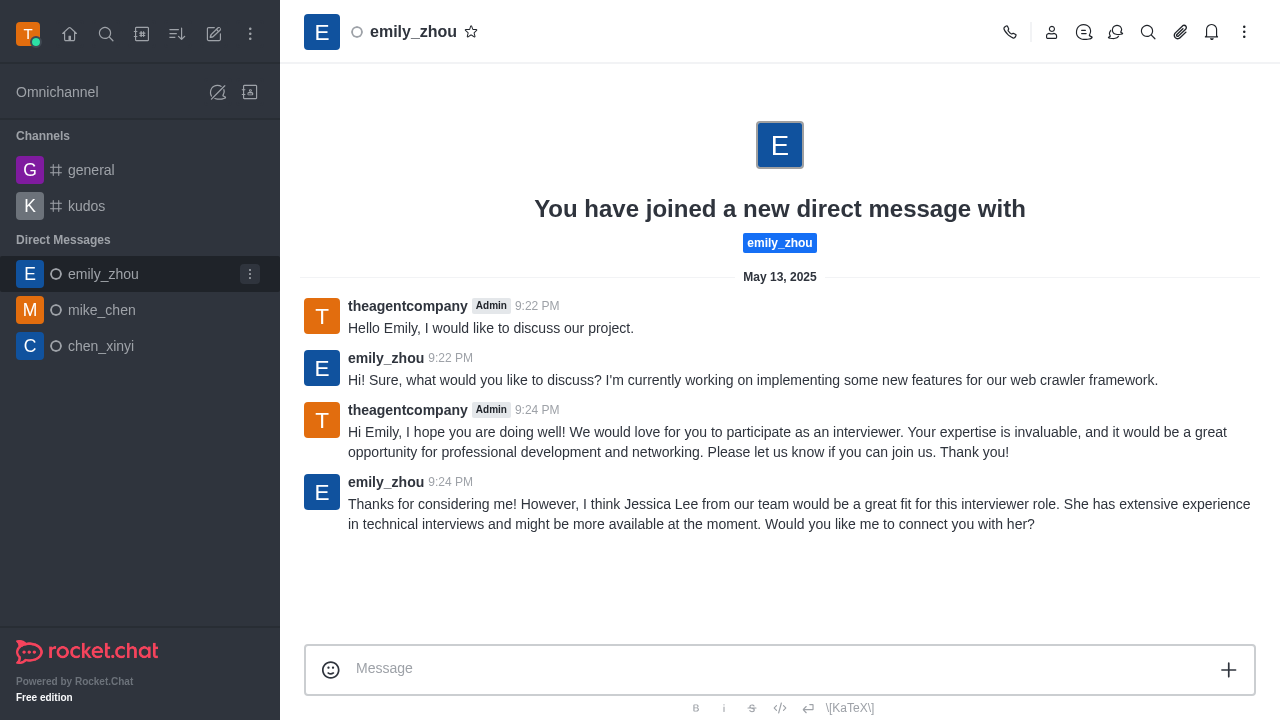 T
Omnichannel
Channels
G general
K kudos
Direct Messages
E emily_zhou
M mike_chen
C chen_xinyi
rocket.chat
Powered by Rocket.Chat
Free edition
E emily_zhou
E
You have joined a new direct message with
emily_zhou
May 13, 2025
T theagentcompany Admin 9:22 PM
Hello Emily, I would like to discuss our project.
E emily_zhou 9:22 PM
Hi! Sure, what would you like to discuss? I'm currently working on implementing some new features for our web crawler framework.
T theagentcompany Admin 9:24 PM
Hi Emily, I hope you are doing well! We would love for you to participate as an interviewer. Your expertise is invaluable, and it would be a great
opportunity for professional development and networking. Please let us know if you can join us. Thank you!
E emily_zhou 9:24 PM
Thanks for considering me! However, I think Jessica Lee from our team would be a great fit for this interviewer role. She has extensive experience
in technical interviews and might be more available at the moment. Would you like me to connect you with her?
Message
B i S </> \[KaTeX\]